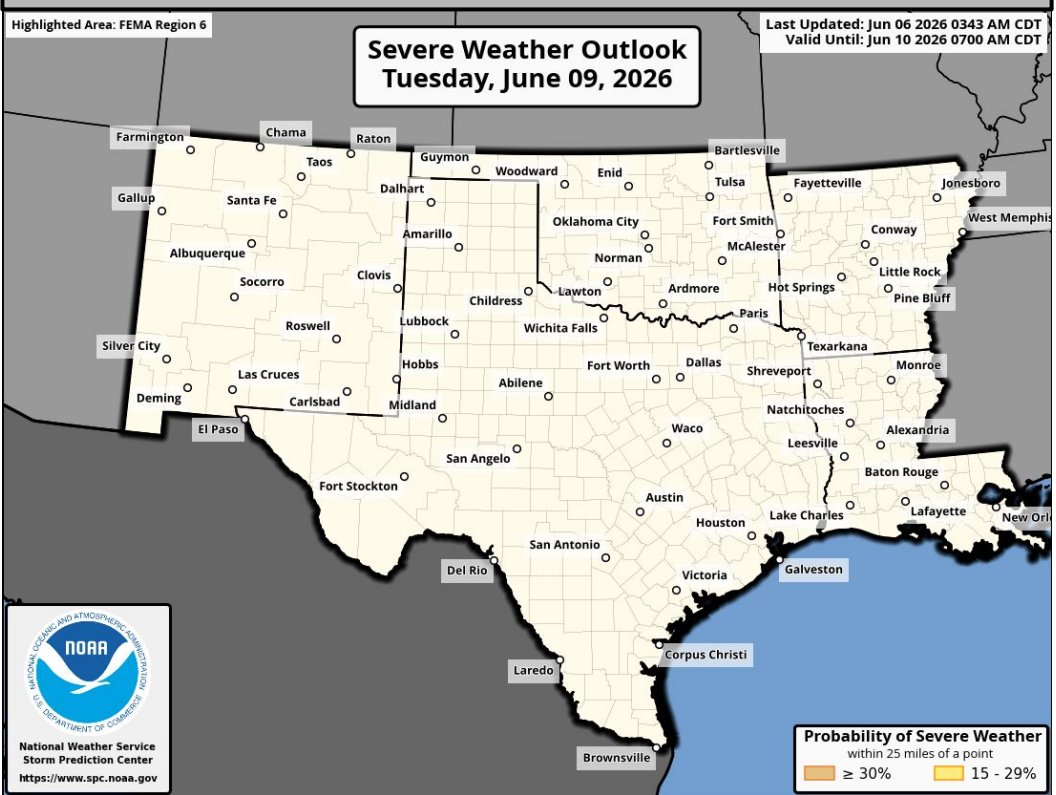 Highlighted Area: FEMA Region 6
Last Updated: Jun 06 2026 0343 AM CDT
Valid Until: Jun 10 2026 0700 AM CDT
Severe Weather Outlook
Tuesday, June 09, 2026
Farmington
Chama
Raton
Taos
Guymon
Woodward
Enid
Bartlesville
Tulsa
Fayetteville
Jonesboro
Gallup
Santa Fe
Dalhart
West Memphis
Albuquerque
Amarillo
Oklahoma City
Fort Smith
Conway
Norman
McAlester
Little Rock
Socorro
Clovis
Childress
Lawton
Ardmore
Hot Springs
Pine Bluff
Roswell
Lubbock
Wichita Falls
Paris
Texarkana
Silver City
Las Cruces
Hobbs
Fort Worth
Dallas
Shreveport
Monroe
Deming
Carlsbad
Midland
Abilene
Natchitoches
El Paso
Waco
Leesville
Alexandria
San Angelo
Fort Stockton
Baton Rouge
Austin
Houston
Lake Charles
Lafayette
New Orl
San Antonio
Del Rio
Galveston
Victoria
Laredo
Corpus Christi
Brownsville
NATIONAL OCEANIC AND ATMOSPHERIC ADMINISTRATION
NOAA
U.S. DEPARTMENT OF COMMERCE
National Weather Service
Storm Prediction Center
https://www.spc.noaa.gov
Probability of Severe Weather
within 25 miles of a point
≥ 30%
15 - 29%